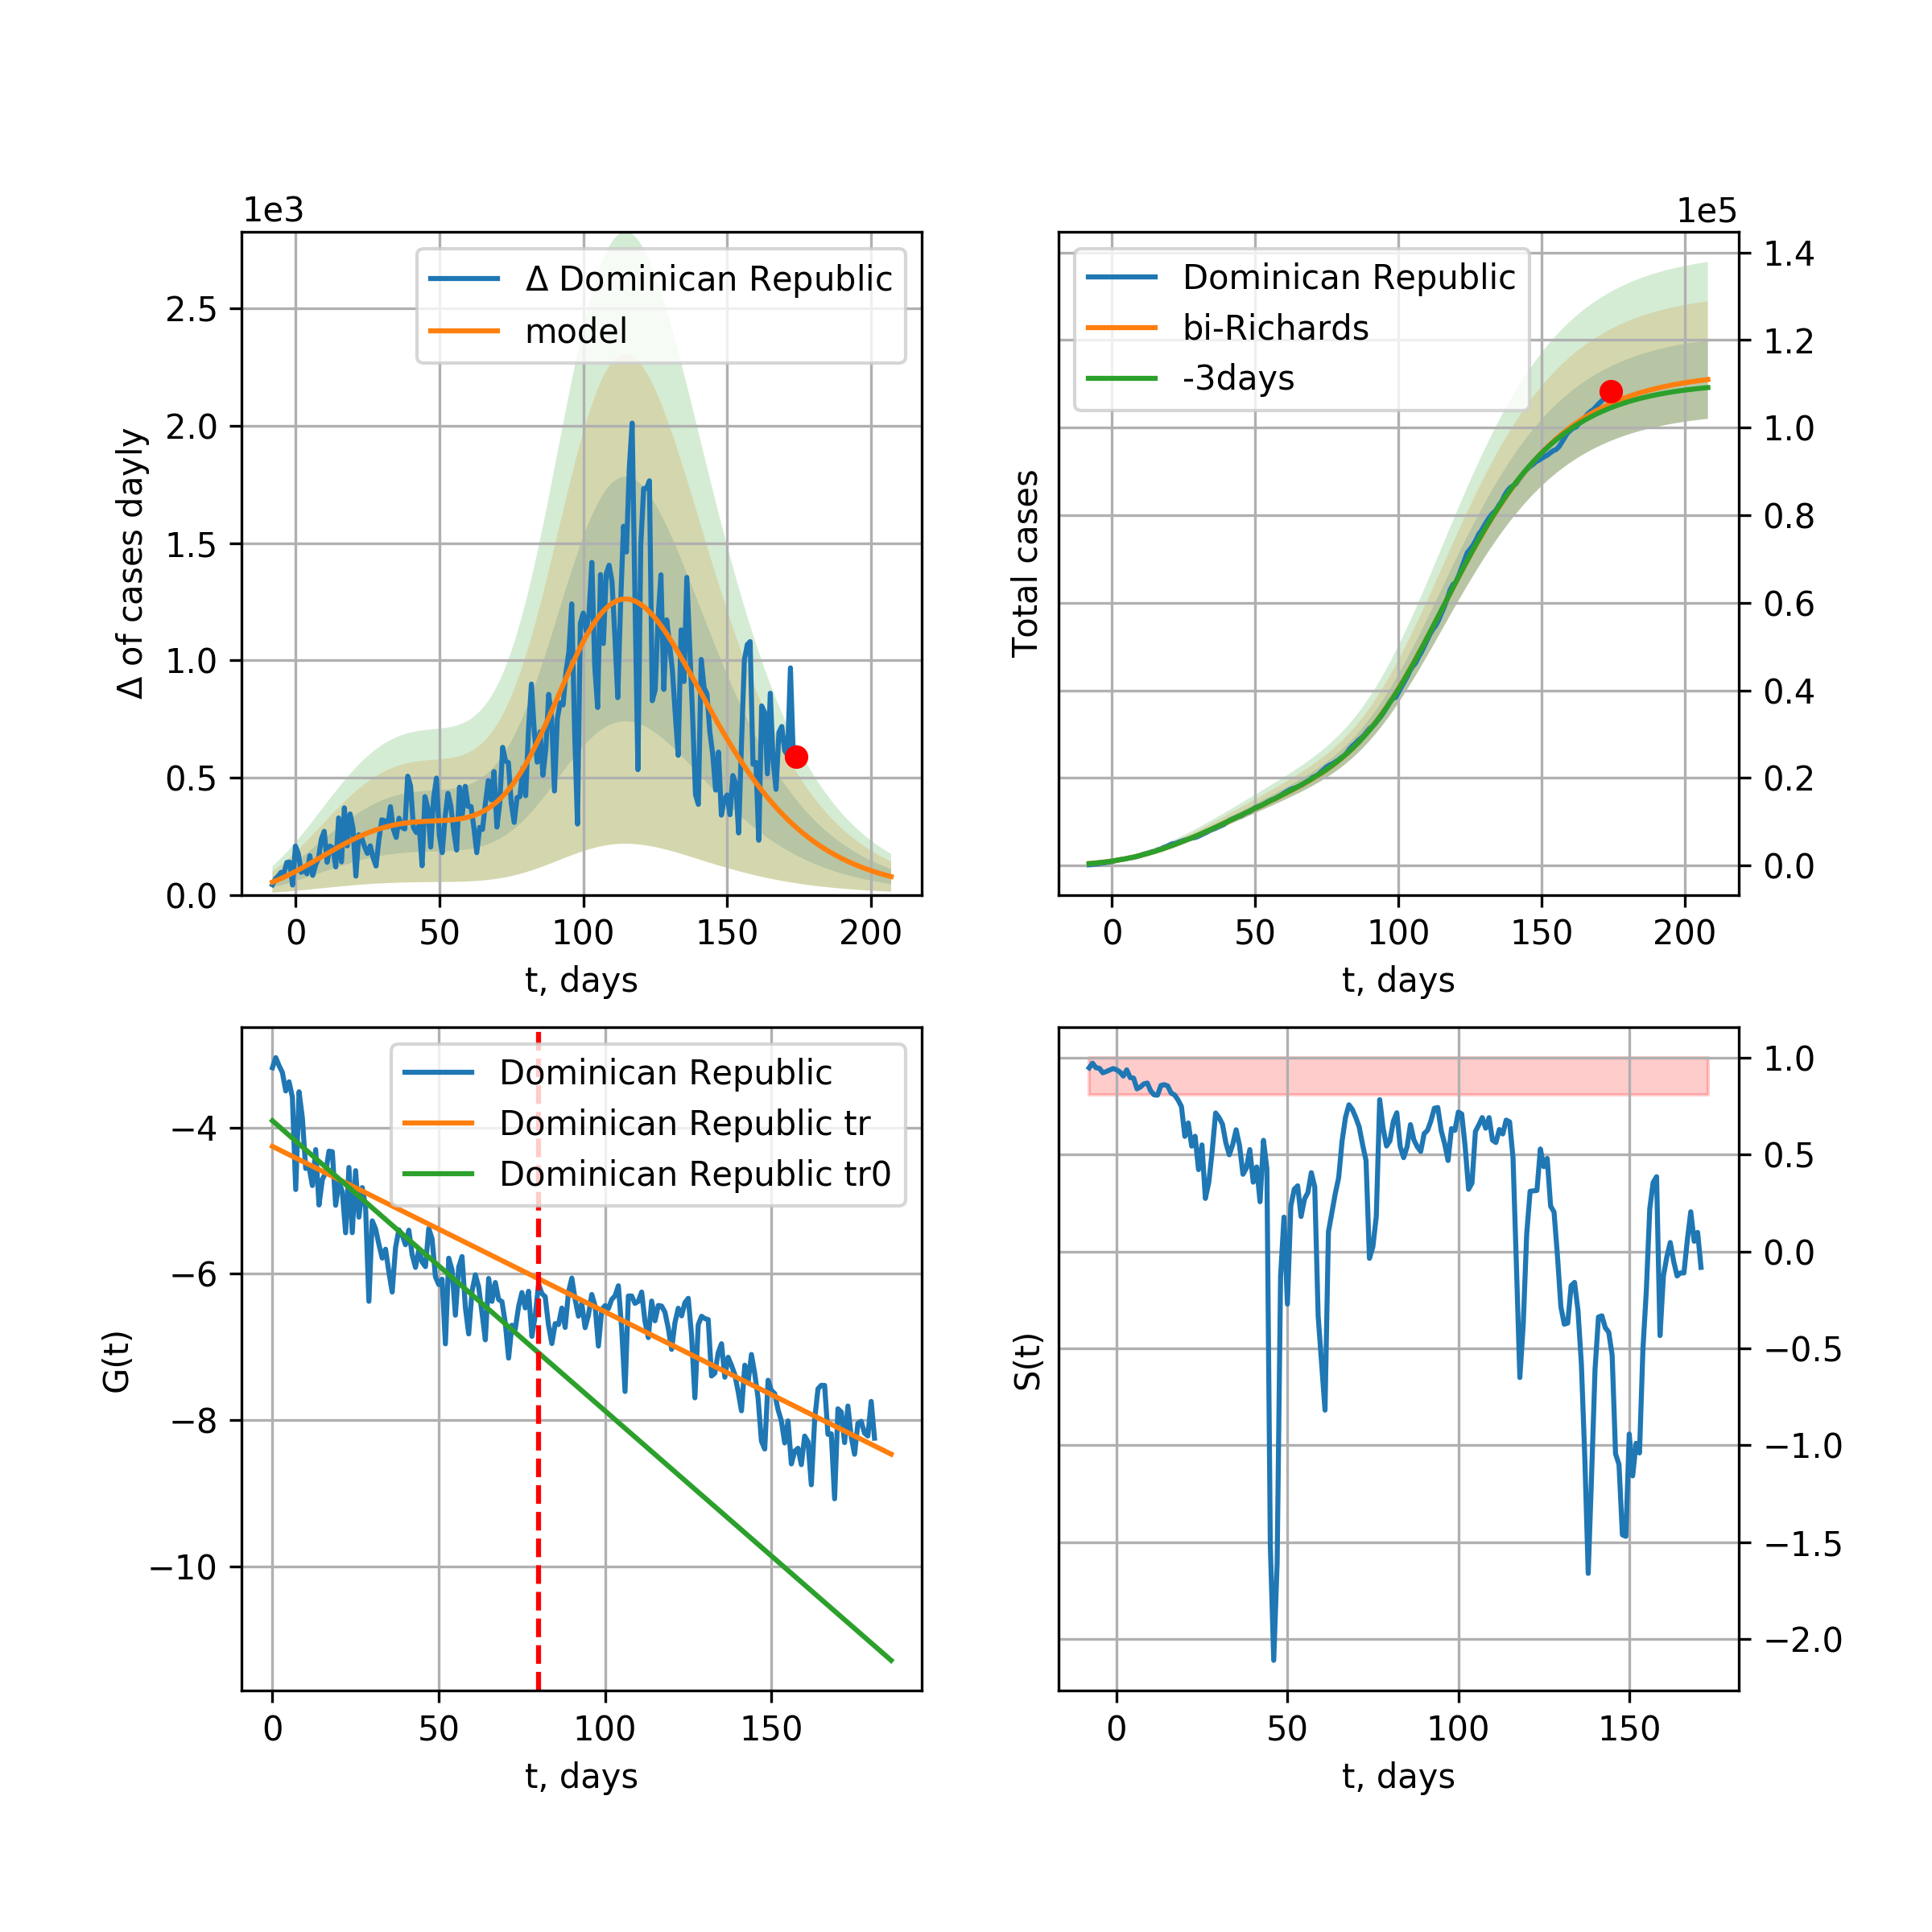 1e3
Δ Dominican Republic
model
2.5
2.0
1.5
1.0
0.5
0.0
Δ of cases dayly
0 50 100 150 200
t, days
1e5
Dominican Republic
bi-Richards
-3days
1.4
1.2
1.0
0.8
0.6
0.4
0.2
0.0
Total cases
0 50 100 150 200
t, days
Dominican Republic
Dominican Republic tr
Dominican Republic tr0
−4
−6
−8
−10
G(t)
0 50 100 150
t, days
1.0
0.5
0.0
−0.5
−1.0
−1.5
−2.0
S(t)
0 50 100 150
t, days